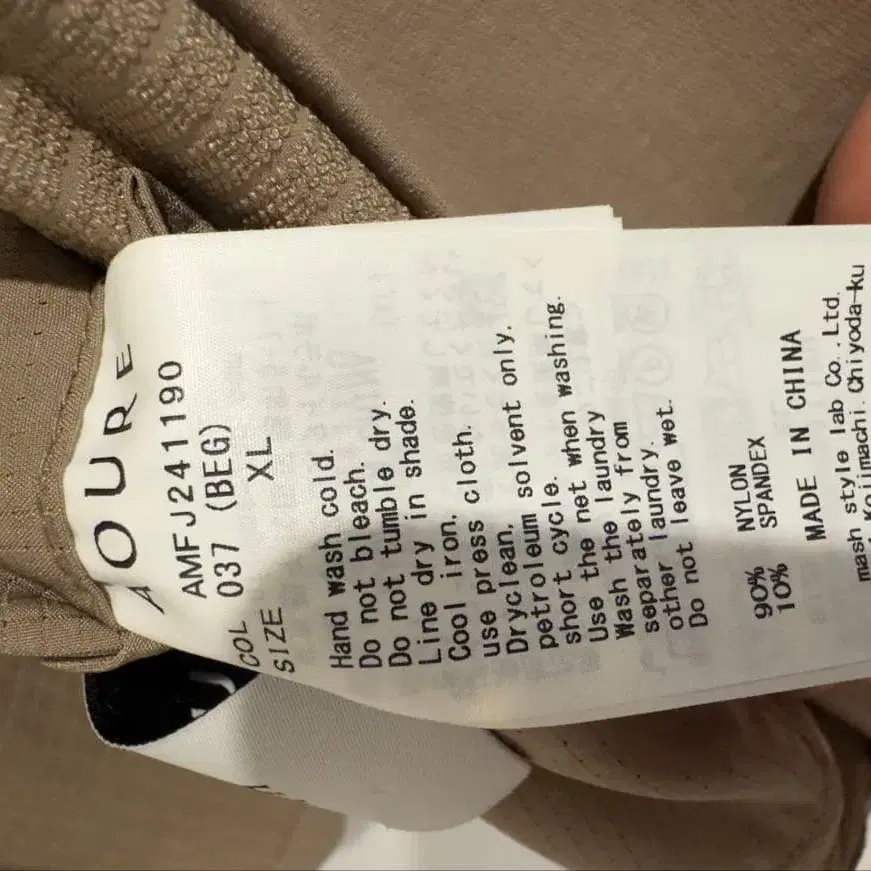 AOURE
AMFJ241190
COL 037 (BEG)
SIZE XL
Hand wash cold.
Do not bleach.
Do not tumble dry.
Line dry in shade.
Cool iron,
use press cloth.
Dryclean,
petroleum solvent only.
short cycle.
Use the net when washing.
Wash the laundry
separately from
other laundry.
Do not leave wet.
90% NYLON
10% SPANDEX
MADE IN CHINA
mash style lab Co.,Ltd.
Kojimachi, Chiyoda-ku